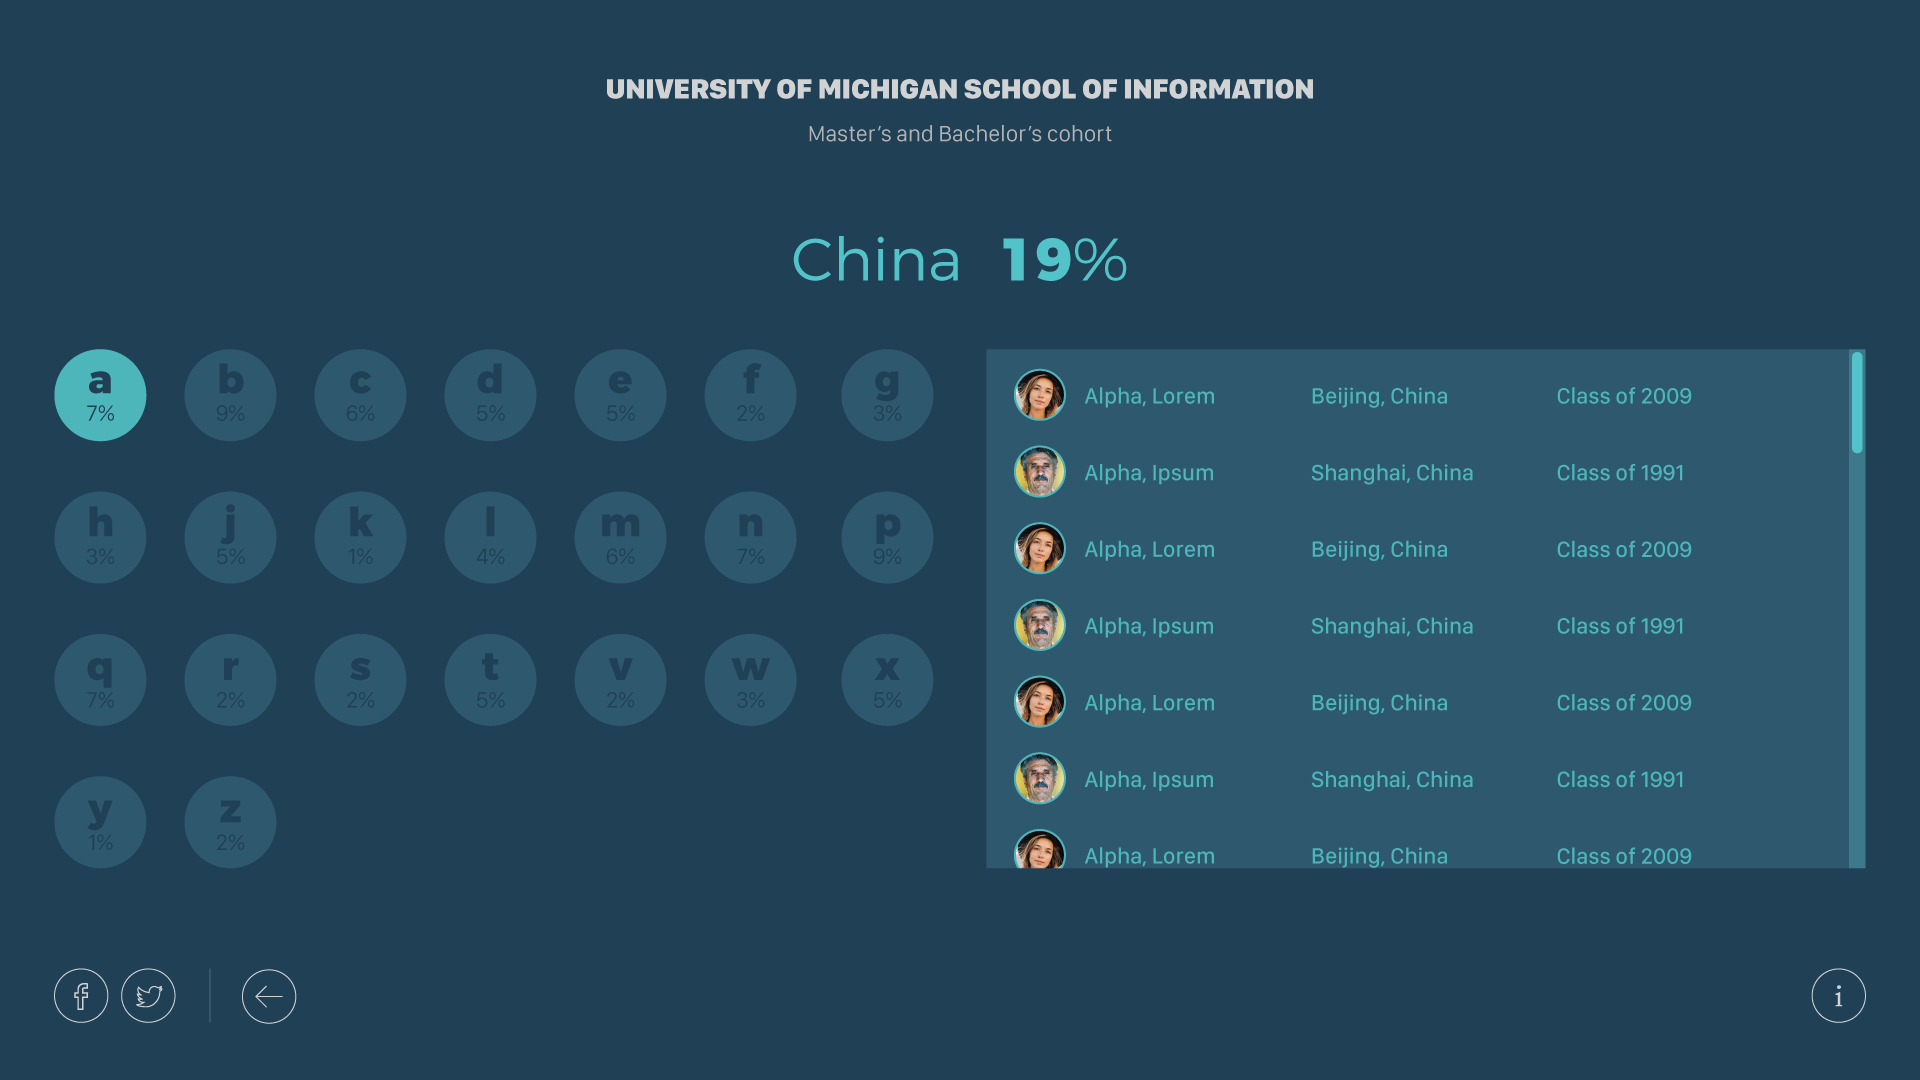 UNIVERSITY OF MICHIGAN SCHOOL OF INFORMATION
Master's and Bachelor's cohort
China 19%
a b c d e f g
7% 9% 6% 5% 5% 2% 3%
h j k l m n p
3% 5% 1% 4% 6% 7% 9%
q r s t v w x
7% 2% 2% 5% 2% 3% 5%
y z
1% 2%
Alpha, Lorem Beijing, China Class of 2009
Alpha, Ipsum Shanghai, China Class of 1991
Alpha, Lorem Beijing, China Class of 2009
Alpha, Ipsum Shanghai, China Class of 1991
Alpha, Lorem Beijing, China Class of 2009
Alpha, Ipsum Shanghai, China Class of 1991
Alpha, Lorem Beijing, China Class of 2009
f
i